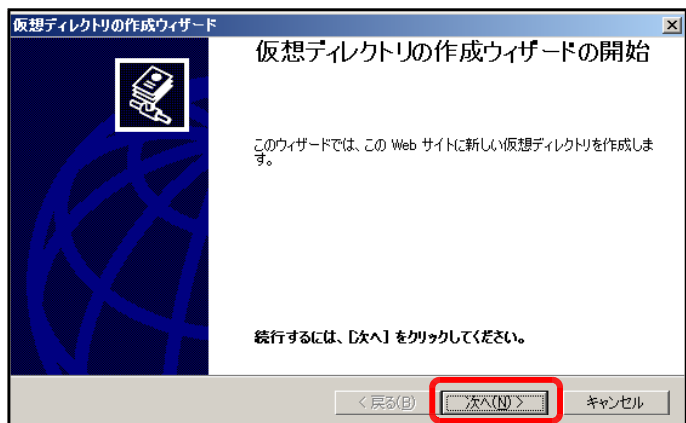 仮想ディレクトリの作成ウィザード
仮想ディレクトリの作成ウィザードの開始
このウィザードでは、この Web サイトに新しい仮想ディレクトリを作成しま
す。
続行するには、[次へ] をクリックしてください。
< 戻る(B)
次へ(N) >
キャンセル